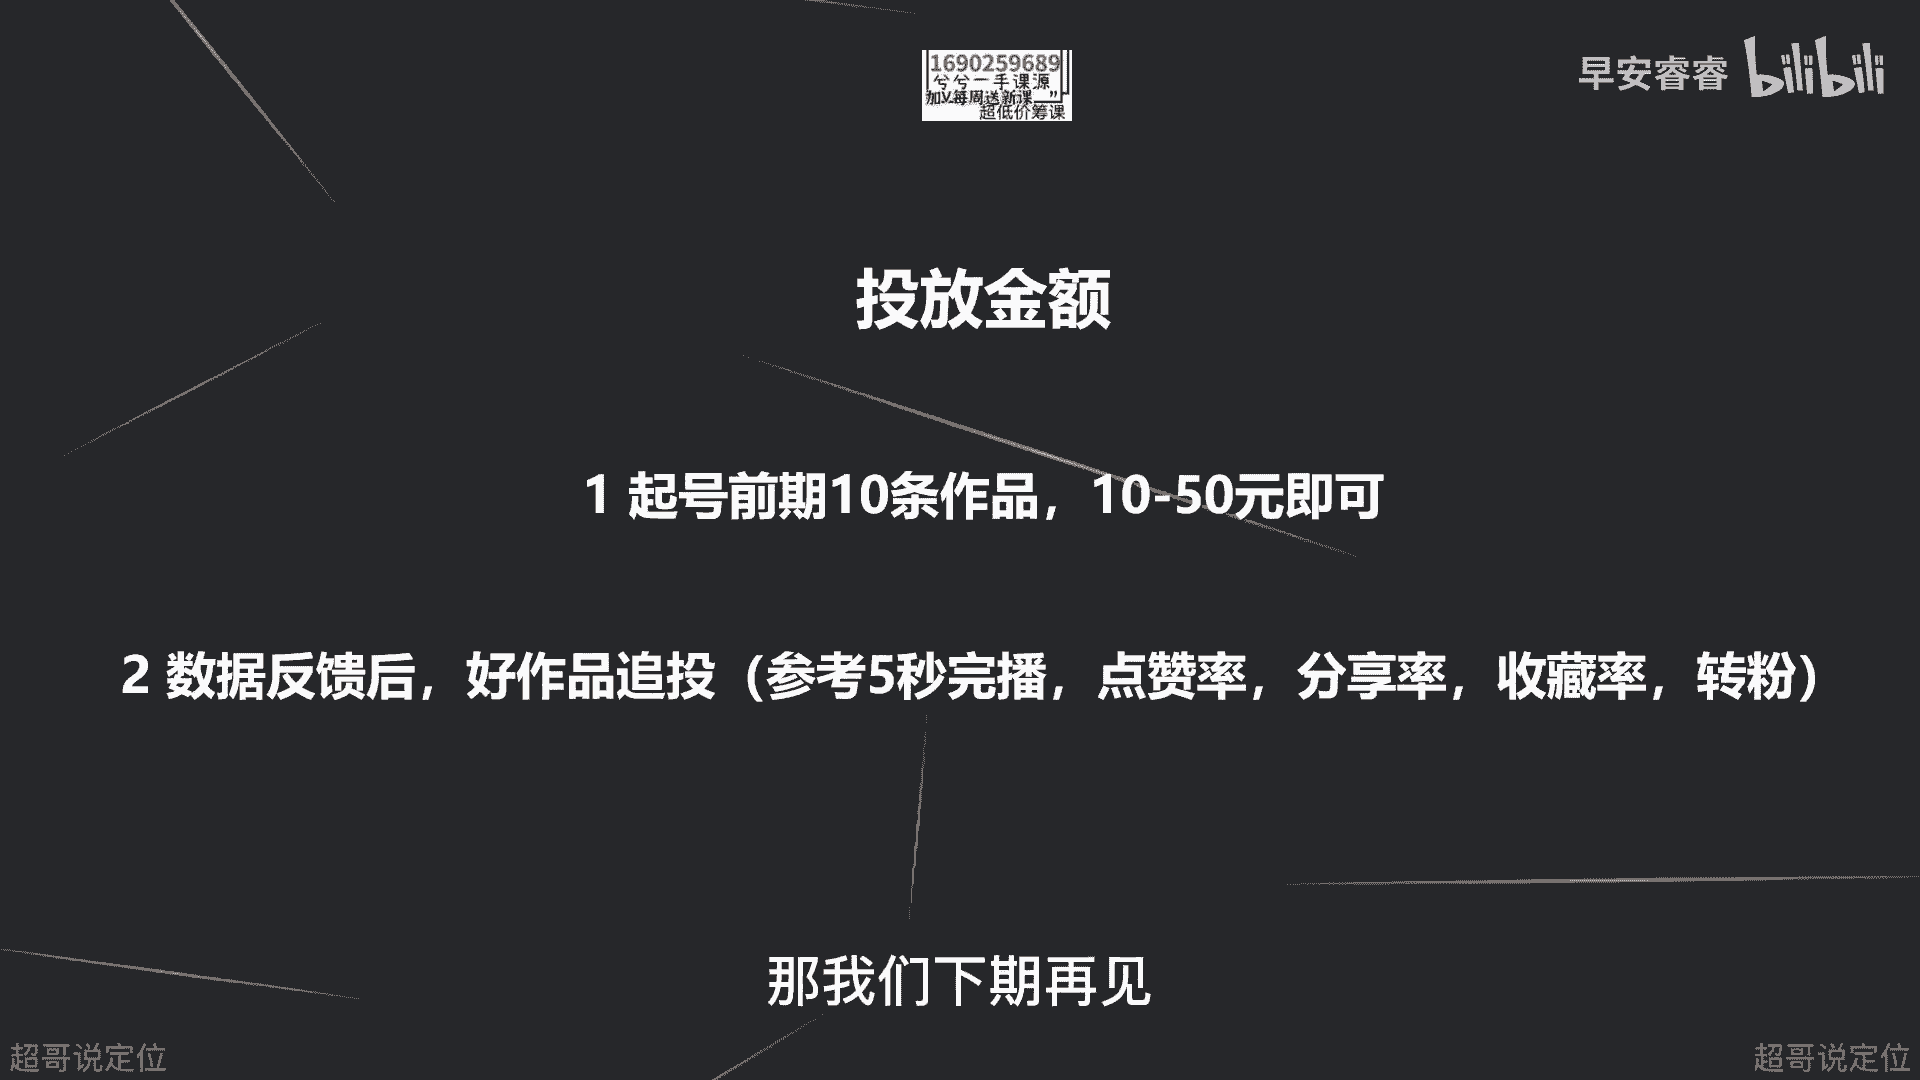 1690259689
兮兮一手课源
加V每周送新课
超低价筹课
早安睿睿 bilibili
投放金额
1 起号前期10条作品，10-50元即可
2 数据反馈后，好作品追投（参考5秒完播，点赞率，分享率，收藏率，转粉）
那我们下期再见
超哥说定位
超哥说定位